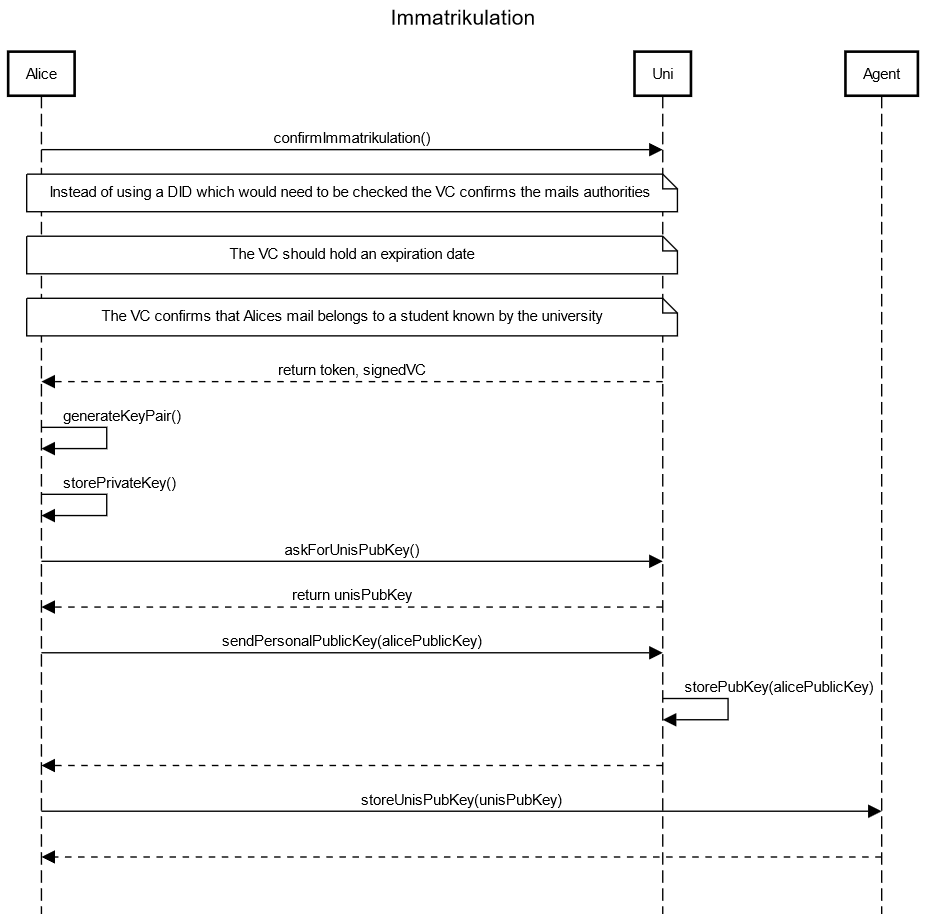 Immatrikulation
Alice
Uni
Agent
confirmImmatrikulation()
Instead of using a DID which would need to be checked the VC confirms the mails authorities
The VC should hold an expiration date
The VC confirms that Alices mail belongs to a student known by the university
return token, signedVC
generateKeyPair()
storePrivateKey()
askForUnisPubKey()
return unisPubKey
sendPersonalPublicKey(alicePublicKey)
storePubKey(alicePublicKey)
storeUnisPubKey(unisPubKey)